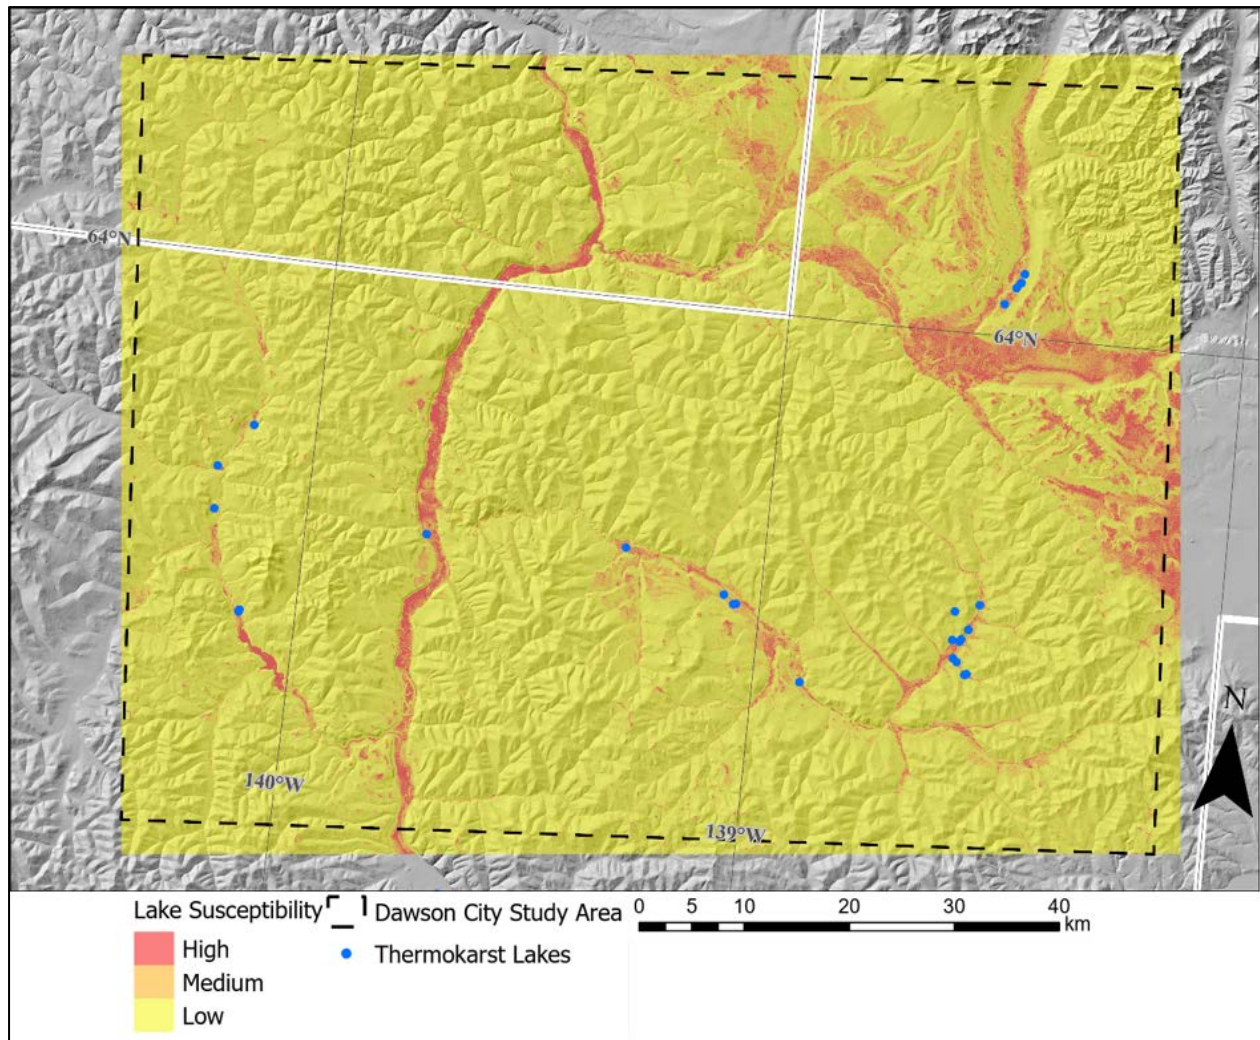 64°N
64°N
140°W
139°W
N
Lake Susceptibility
High
Medium
Low
Dawson City Study Area
Thermokarst Lakes
0 5 10 20 30 40
km